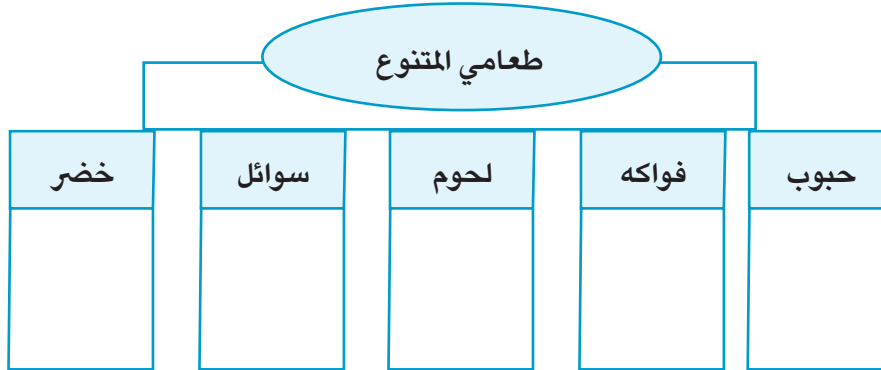 طعامي المتنوع
حبوب
فواكه
لحوم
سوائل
خضر